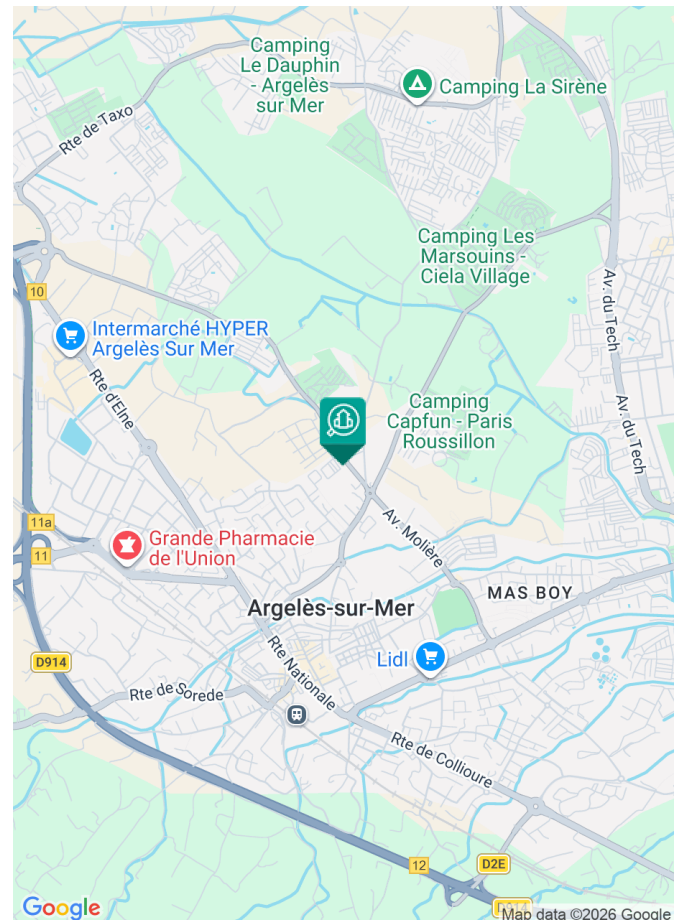 Camping
Le Dauphin
- Argelès
sur Mer
Camping La Sirène
Rte de Taxo
Camping Les
Marsouins -
Ciela Village
Av. du Tech
10
Intermarché HYPER
Argelès Sur Mer
Rte d'Elne
Camping
Capfun - Paris
Roussillon
Av. du Tech
11a
11
Grande Pharmacie
de l'Union
Av. Molière
MAS BOY
Argelès-sur-Mer
Lidl
Rte Nationale
D914
Rte de Sorede
Rte de Collioure
12
D2E
D914
Google
Map data ©2026 Google